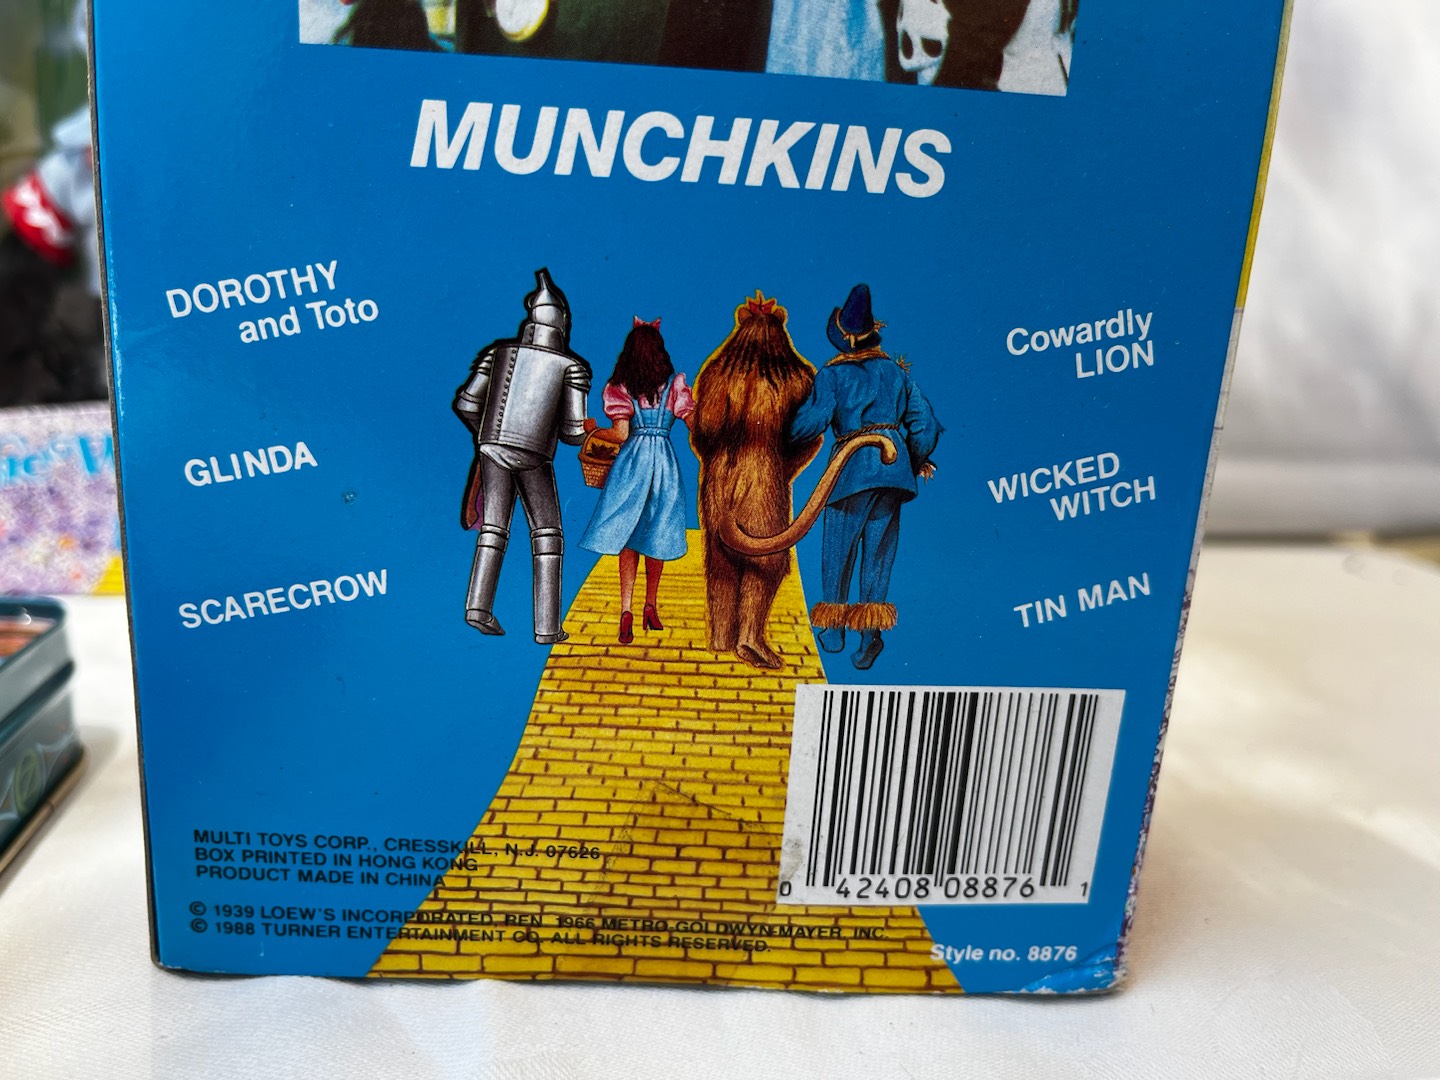 MUNCHKINS
DOROTHY
and Toto
GLINDA
SCARECROW
Cowardly
LION
WICKED
WITCH
TIN MAN
MULTI TOYS CORP., CRESSKILL, N.J. 07626
BOX PRINTED IN HONG KONG
PRODUCT MADE IN CHINA
© 1939 LOEW'S INCORPORATED, REN. 1966 METRO-GOLDWYN-MAYER, INC.
© 1988 TURNER ENTERTAINMENT CO. ALL RIGHTS RESERVED.
0 42408 08876 1
Style no. 8876